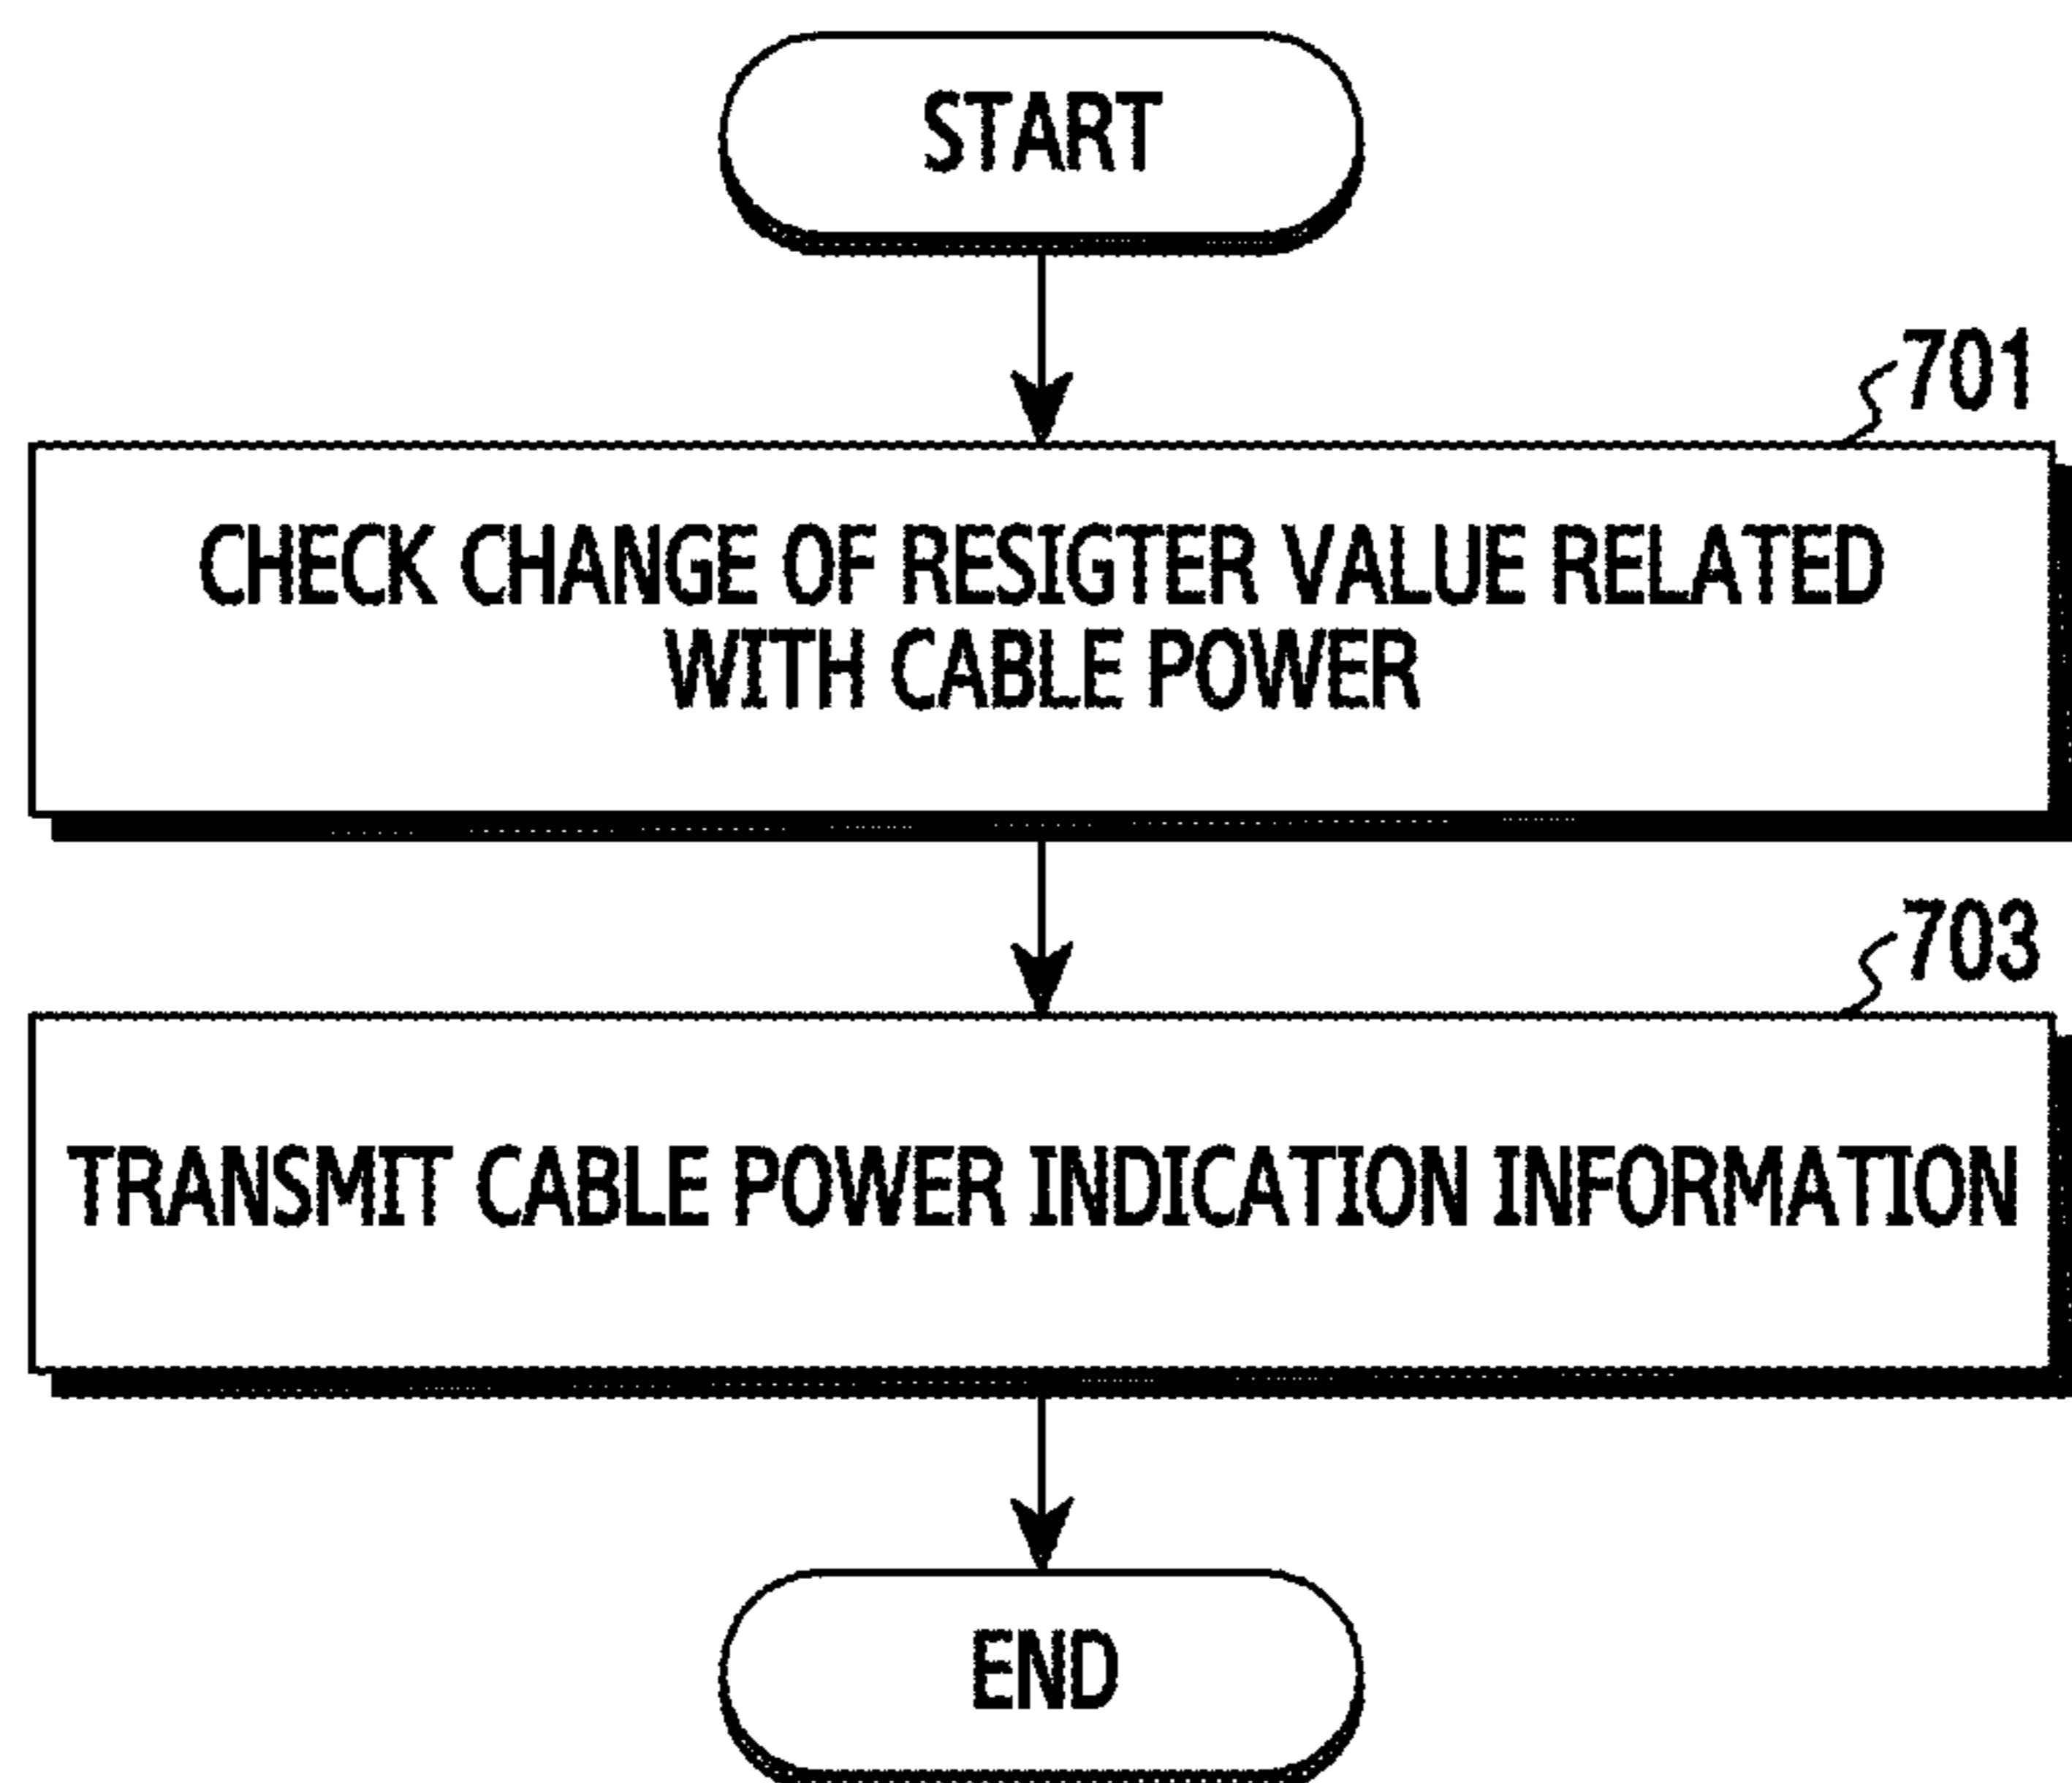 START
701
CHECK CHANGE OF RESIGTER VALUE RELATED
WITH CABLE POWER
703
TRANSMIT CABLE POWER INDICATION INFORMATION
END